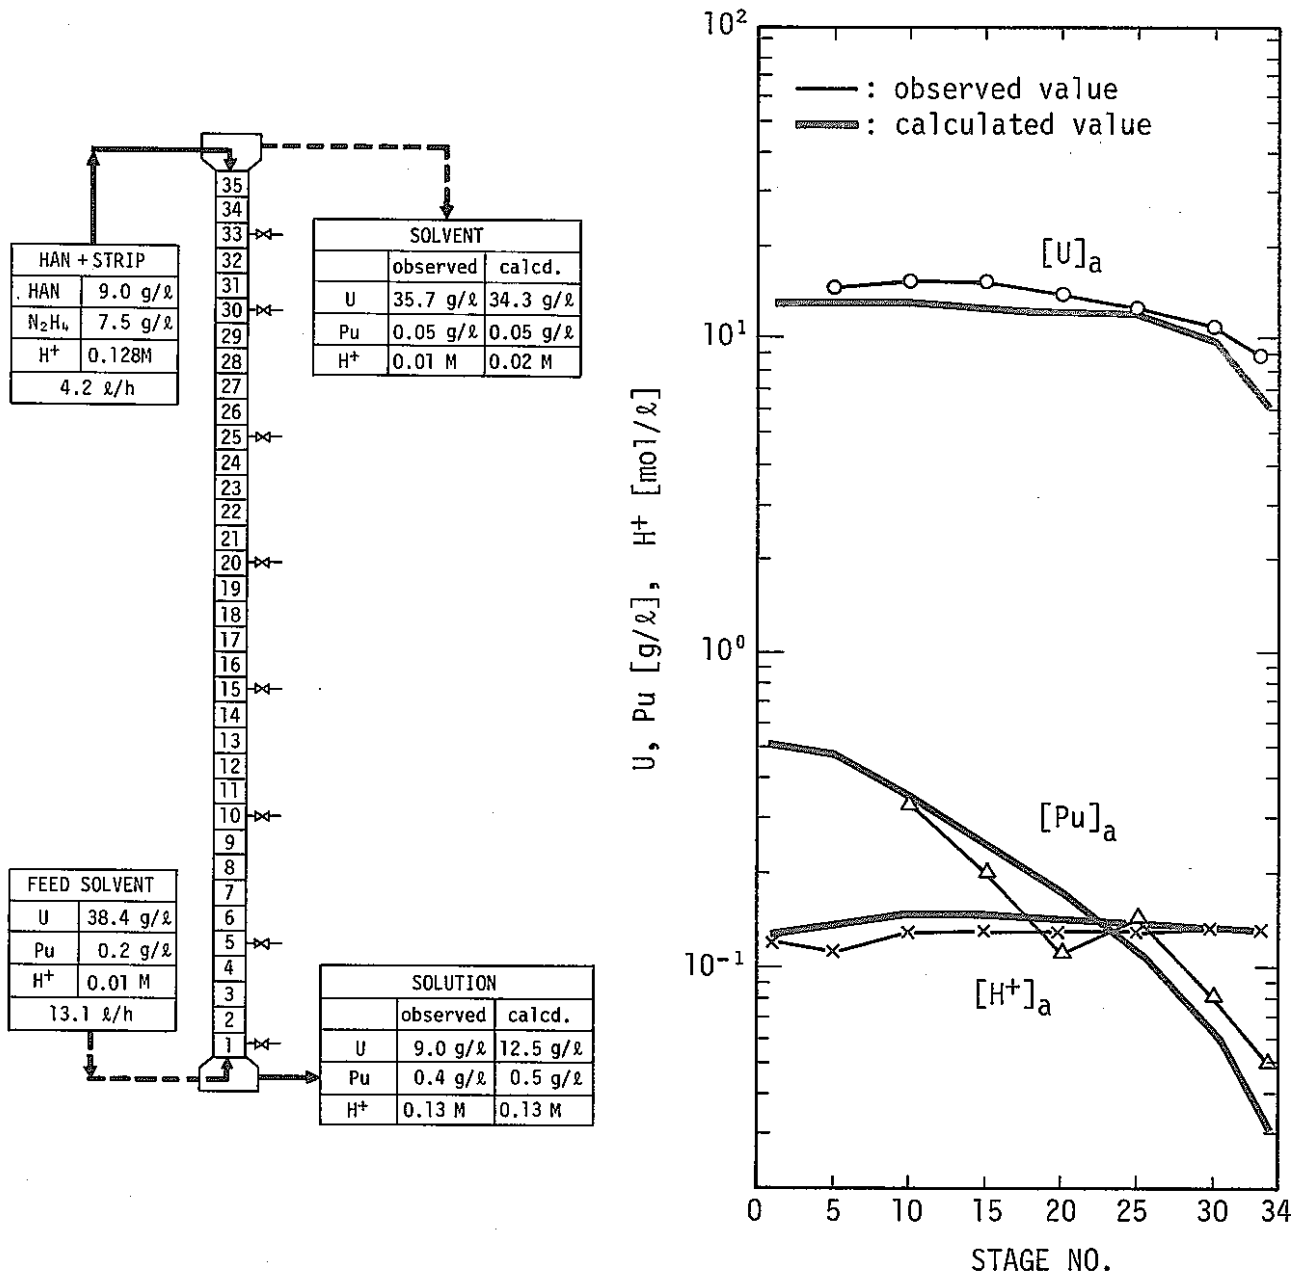 35
34
33
32
31
30
29
28
27
26
25
24
23
22
21
20
19
18
17
16
15
14
13
12
11
10
9
8
7
6
5
4
3
2
1
HAN + STRIP
HAN 9.0 g/ℓ
N₂H₄ 7.5 g/ℓ
H⁺ 0.128M
4.2 ℓ/h
SOLVENT
observed calcd.
U 35.7 g/ℓ 34.3 g/ℓ
Pu 0.05 g/ℓ 0.05 g/ℓ
H⁺ 0.01 M 0.02 M
FEED SOLVENT
U 38.4 g/ℓ
Pu 0.2 g/ℓ
H⁺ 0.01 M
13.1 ℓ/h
SOLUTION
observed calcd.
U 9.0 g/ℓ 12.5 g/ℓ
Pu 0.4 g/ℓ 0.5 g/ℓ
H⁺ 0.13 M 0.13 M
U, Pu [g/ℓ], H⁺ [mol/ℓ]
10²
10¹
10⁰
10⁻¹
: observed value
: calculated value
[U]a
[Pu]a
[H⁺]a
0 5 10 15 20 25 30 34
STAGE NO.